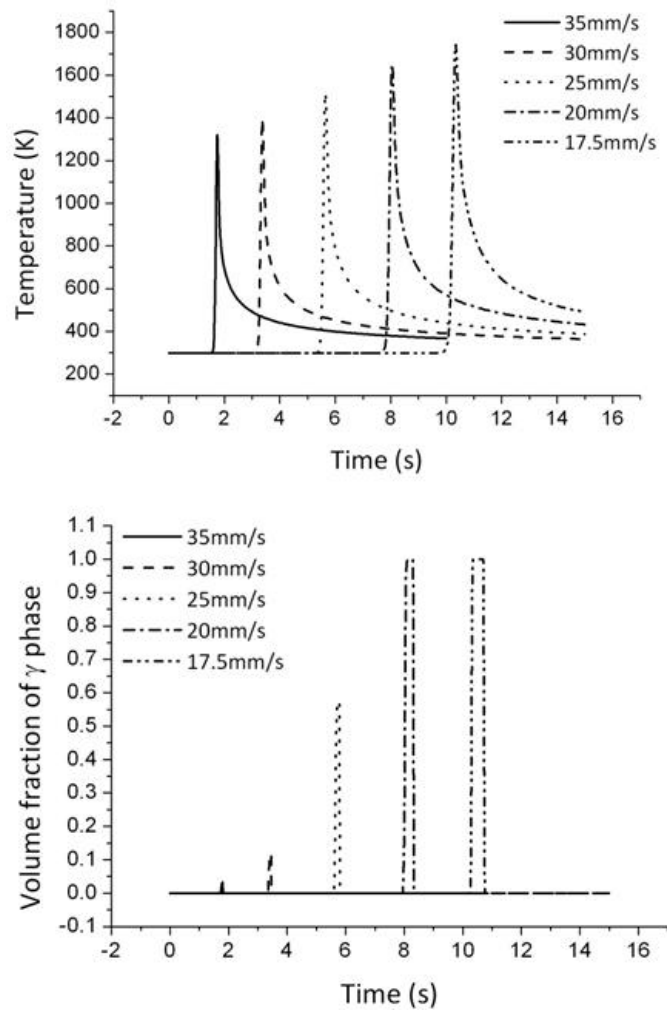 1800
1600
1400
1200
1000
800
600
400
200
Temperature (K)
35mm/s
30mm/s
25mm/s
20mm/s
17.5mm/s
-2 0 2 4 6 8 10 12 14 16
Time (s)
1.1
1.0
0.9
0.8
0.7
0.6
0.5
0.4
0.3
0.2
0.1
0.0
-0.1
Volume fraction of γ phase
35mm/s
30mm/s
25mm/s
20mm/s
17.5mm/s
-2 0 2 4 6 8 10 12 14 16
Time (s)